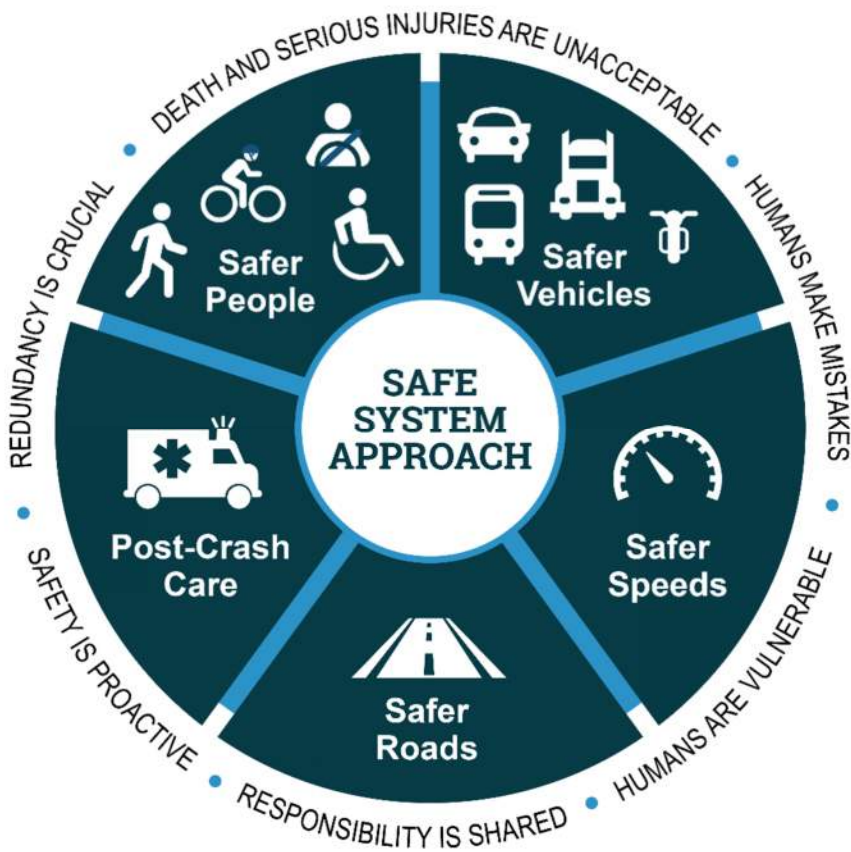 DEATH AND SERIOUS INJURIES ARE UNACCEPTABLE
HUMANS MAKE MISTAKES
HUMANS ARE VULNERABLE
RESPONSIBILITY IS SHARED
SAFETY IS PROACTIVE
REDUNDANCY IS CRUCIAL
Safer
People
Safer
Vehicles
SAFE
SYSTEM
APPROACH
Post-Crash
Care
Safer
Speeds
Safer
Roads